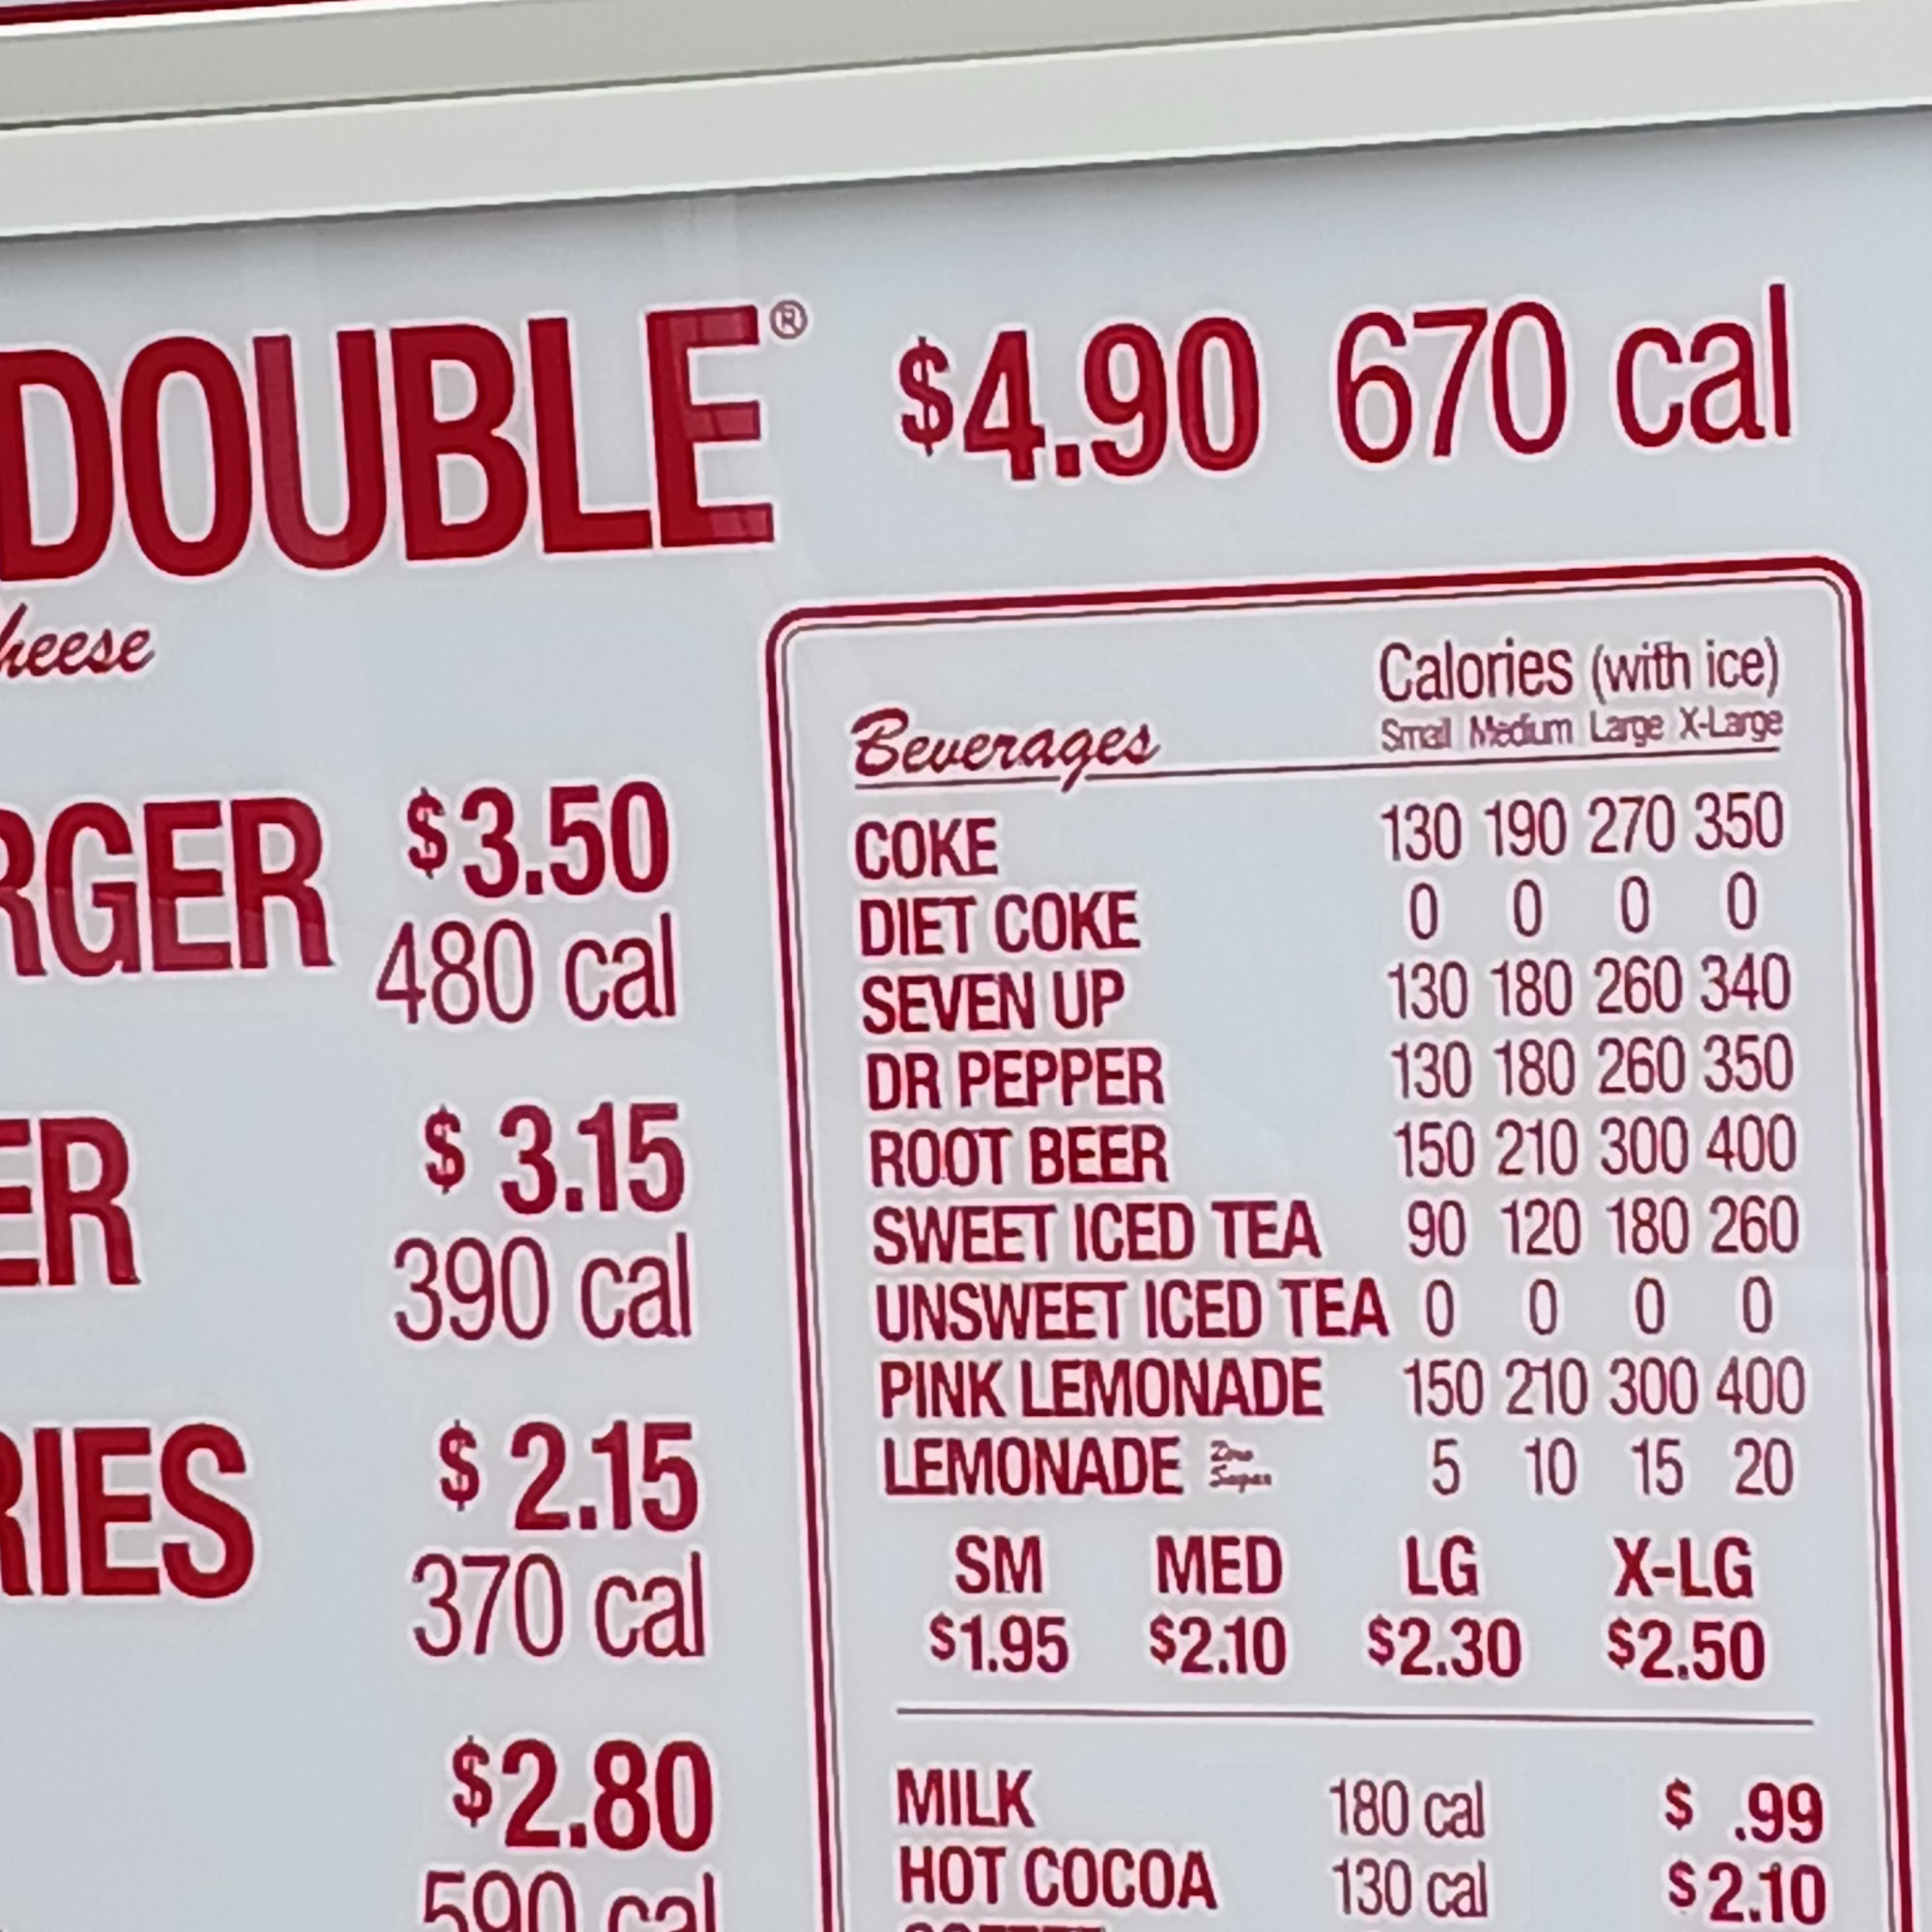 DOUBLE® $4.90 670 cal
heese
RGER $3.50
480 cal
ER $ 3.15
390 cal
RIES $ 2.15
370 cal
$2.80
590 cal
Calories (with ice)
Beverages Small Medium Large X-Large
COKE 130 190 270 350
DIET COKE 0 0 0 0
SEVEN UP 130 180 260 340
DR PEPPER 130 180 260 350
ROOT BEER 150 210 300 400
SWEET ICED TEA 90 120 180 260
UNSWEET ICED TEA 0 0 0 0
PINK LEMONADE 150 210 300 400
LEMONADE Zero Sugar 5 10 15 20
SM MED LG X-LG
$1.95 $2.10 $2.30 $2.50
MILK 180 cal $ .99
HOT COCOA 130 cal $2.10